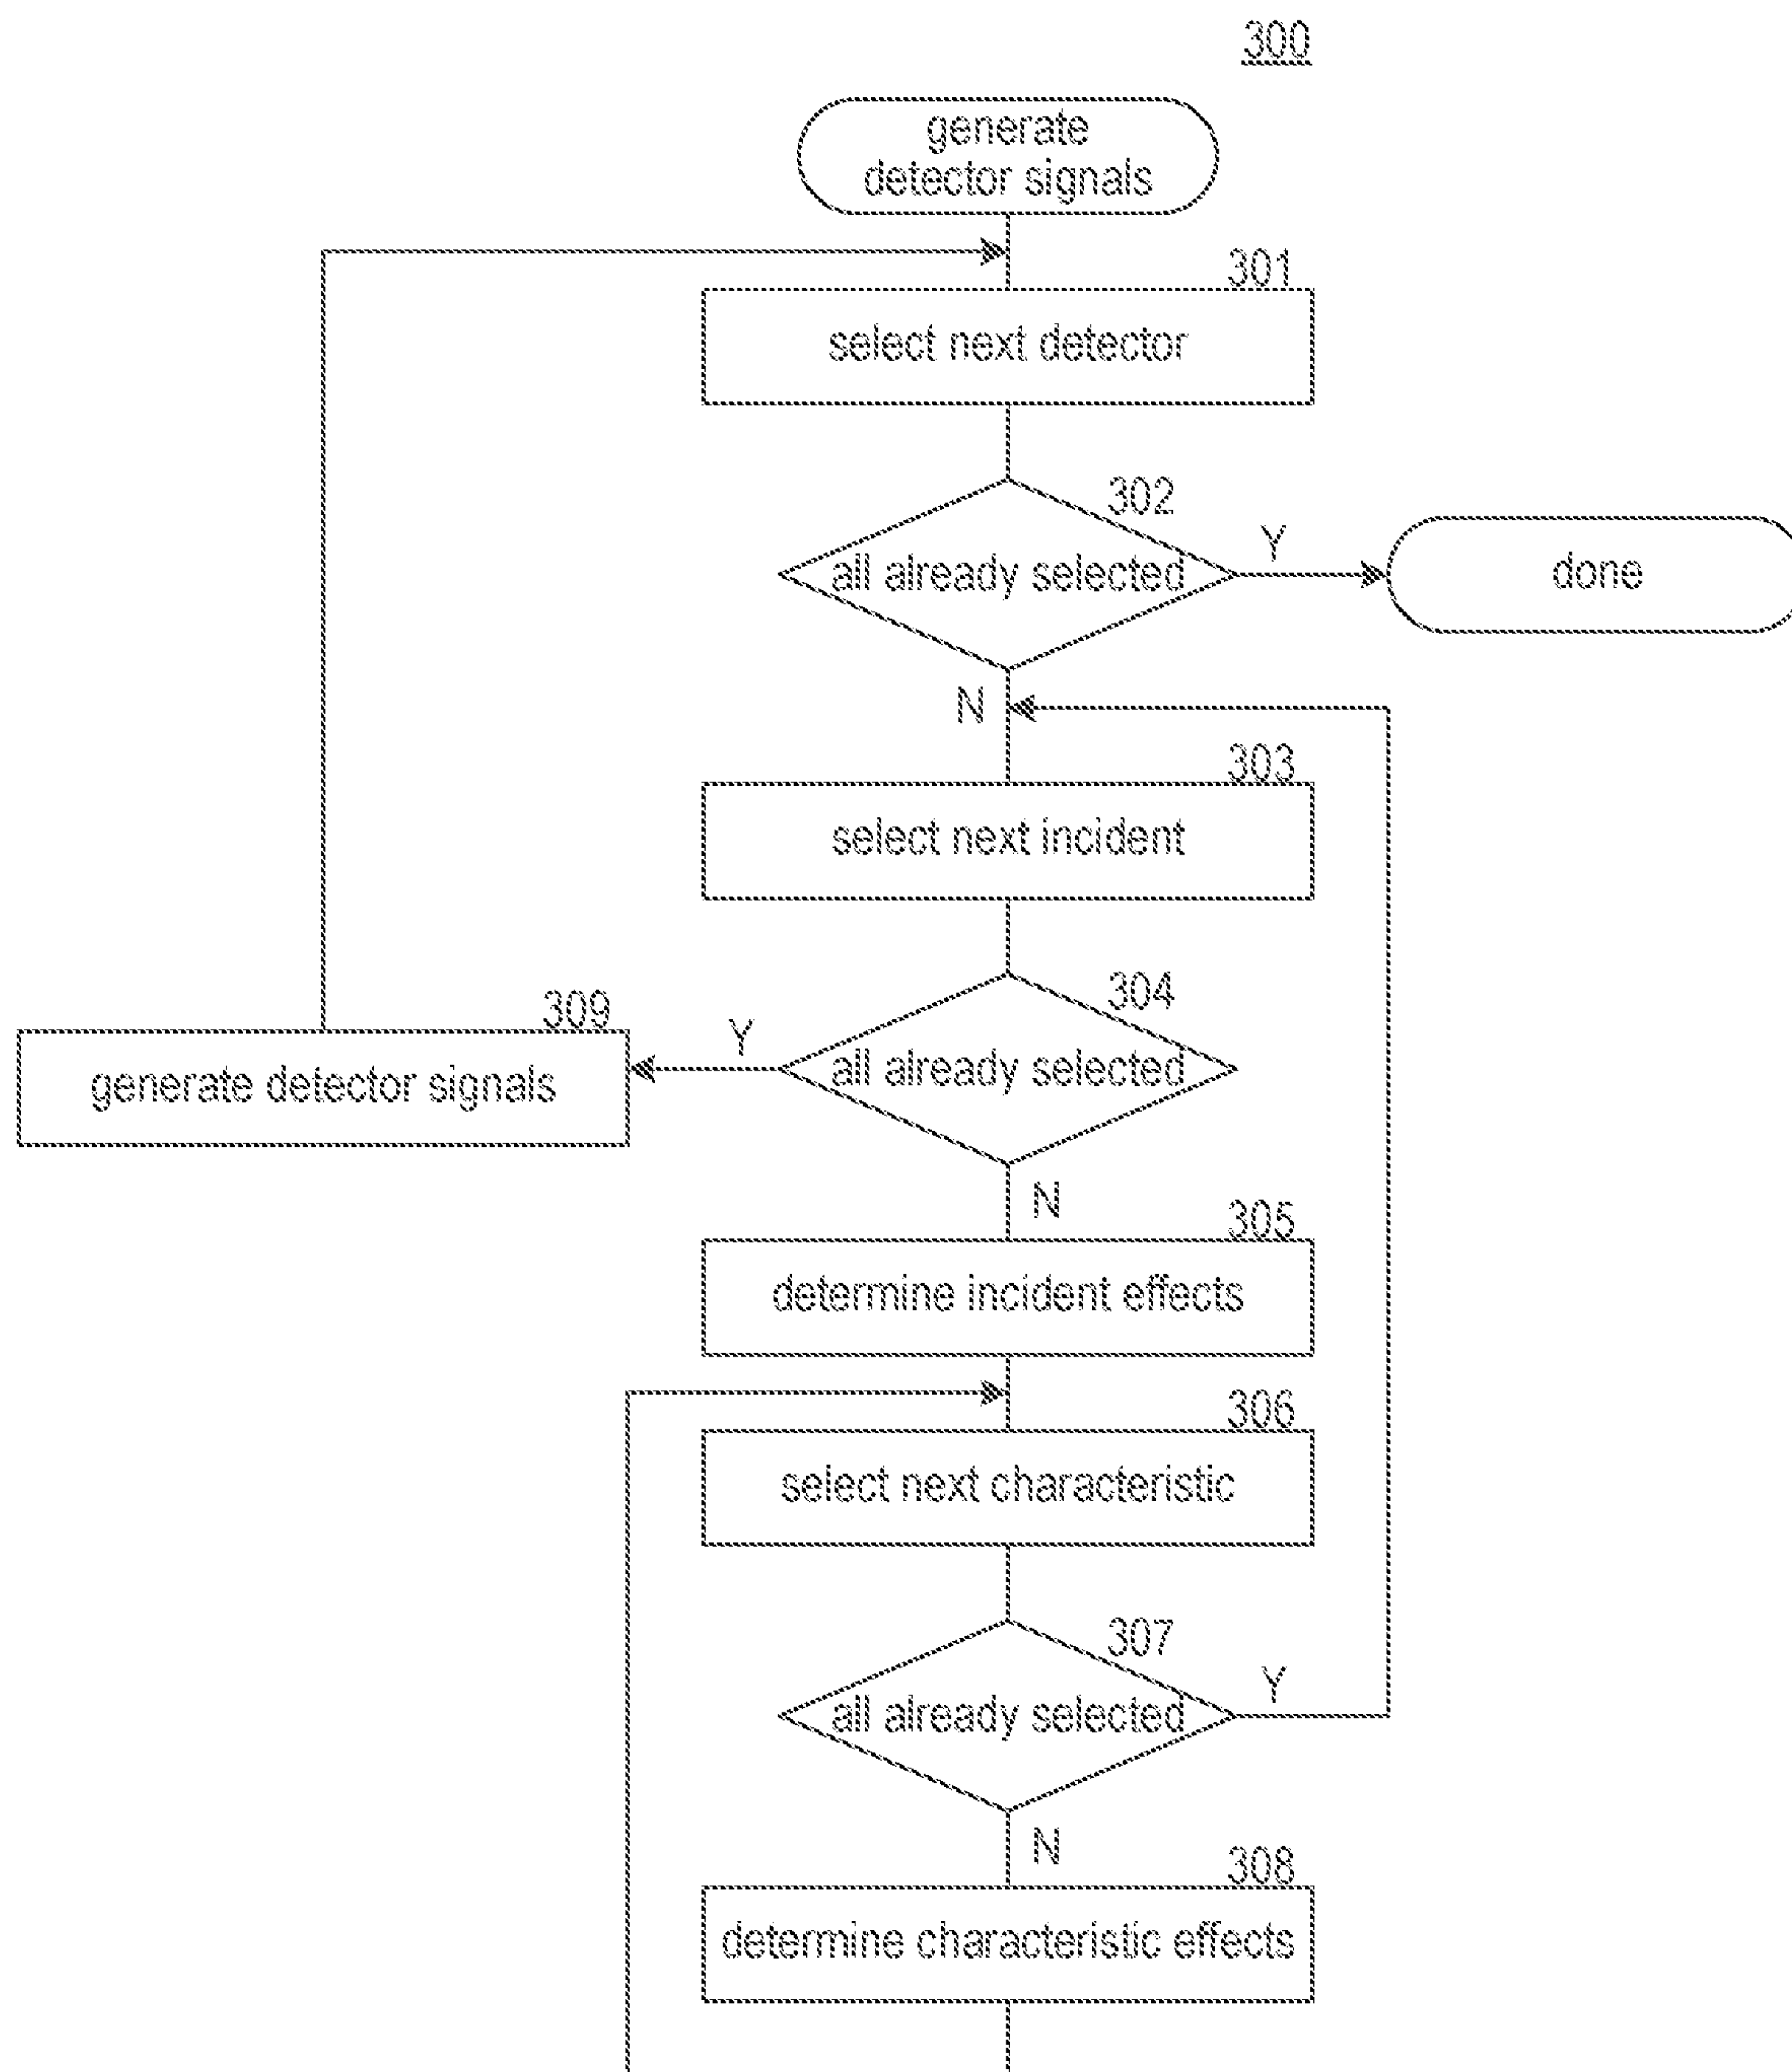 300
generate
detector signals
301
select next detector
302
all already selected
Y
done
N
303
select next incident
304
all already selected
Y
309
generate detector signals
N
305
determine incident effects
306
select next characteristic
307
all already selected
Y
N
308
determine characteristic effects